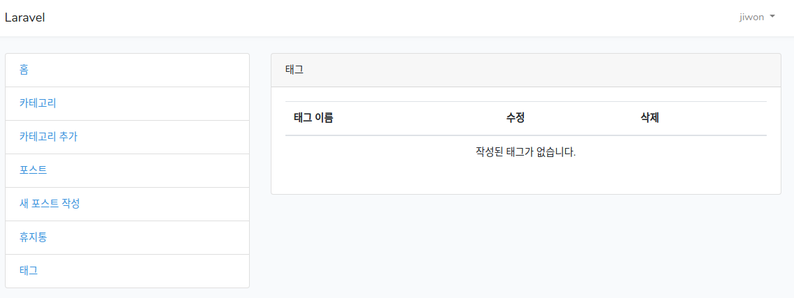 Laravel
jiwon
홈
카테고리
카테고리 추가
포스트
새 포스트 작성
휴지통
태그
태그
태그 이름 수정 삭제
작성된 태그가 없습니다.